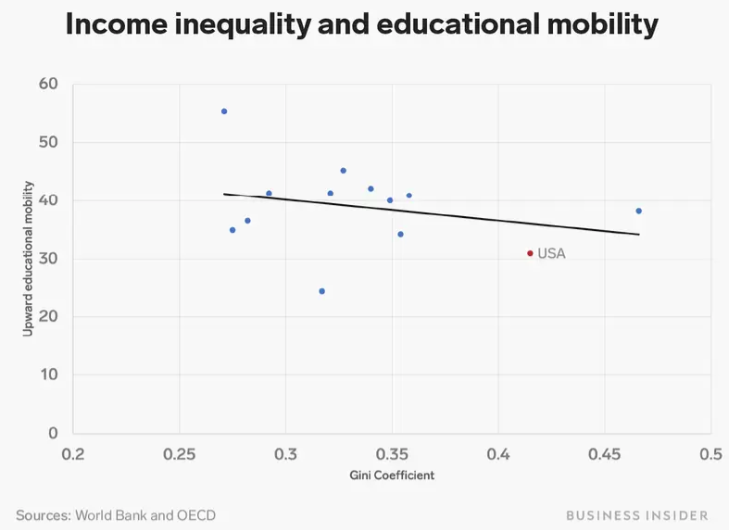 Income inequality and educational mobility
60
50
40
30
20
10
0
Upward educational mobility
USA
0.2 0.25 0.3 0.35 0.4 0.45 0.5
Gini Coefficient
Sources: World Bank and OECD
BUSINESS INSIDER